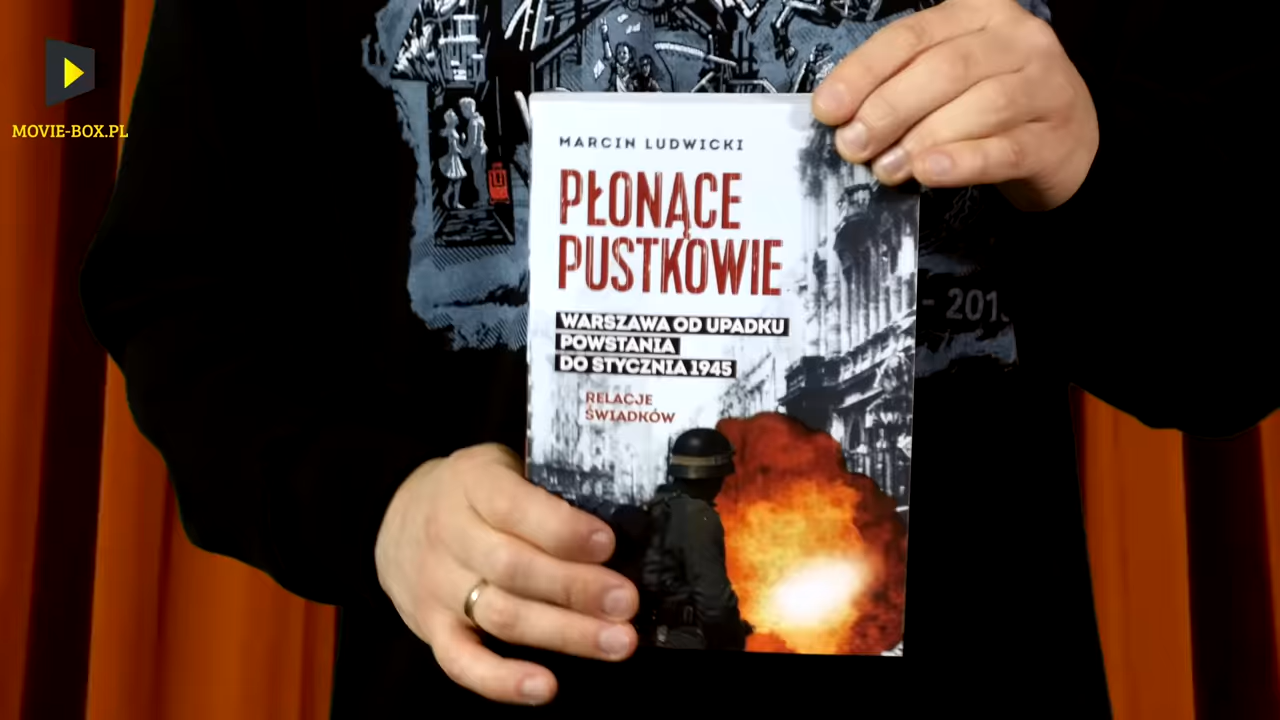 MOVIE-BOX.PL
MARCIN LUDWICKI
PŁONĄCE
PUSTKOWIE
WARSZAWA OD UPADKU
POWSTANIA
DO STYCZNIA 1945
RELACJE
ŚWIADKÓW